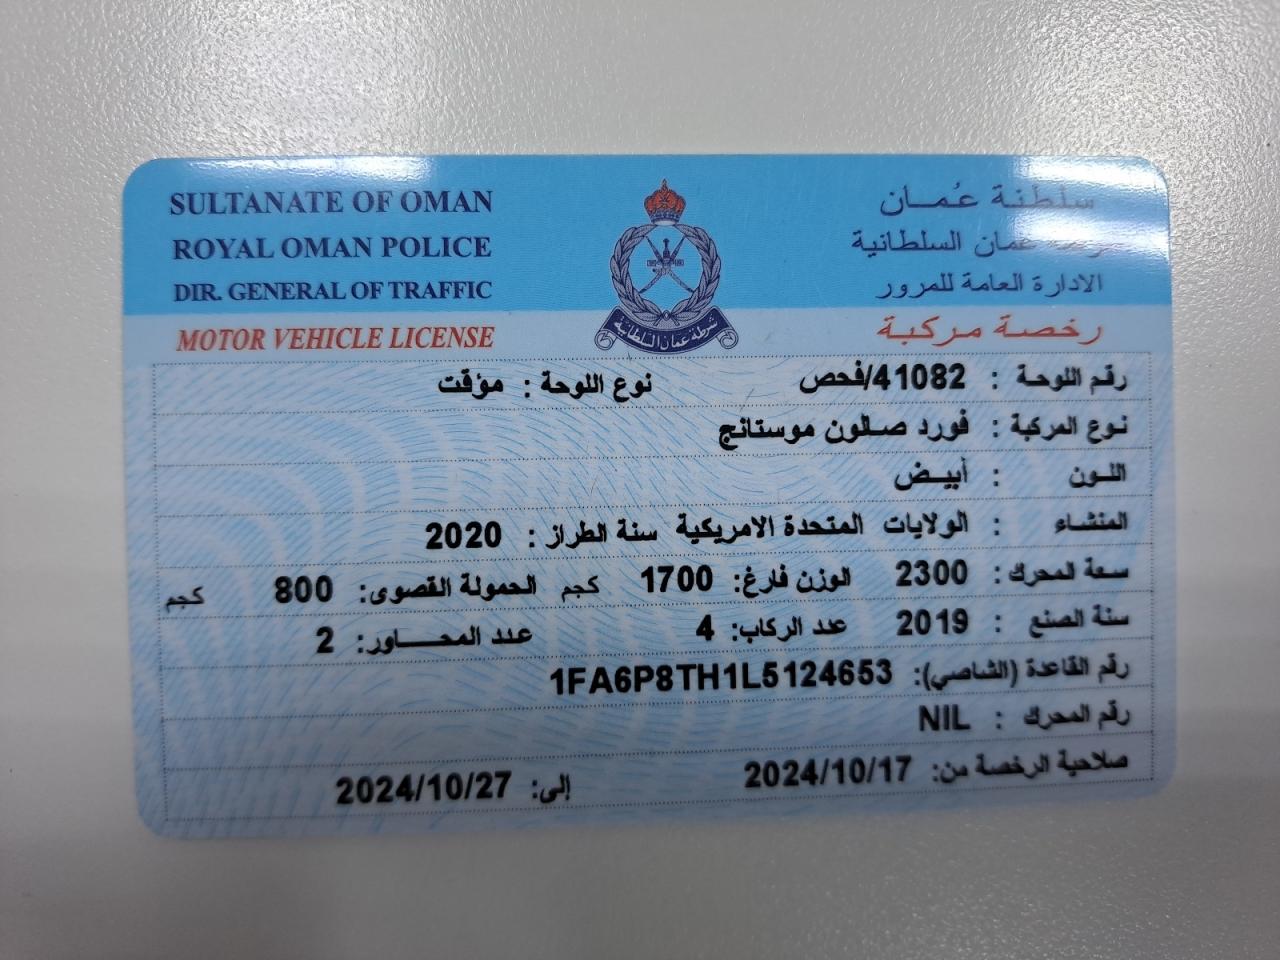 SULTANATE OF OMAN
سلطنة عُمان
ROYAL OMAN POLICE
شرطة عمان السلطانية
DIR. GENERAL OF TRAFFIC
الادارة العامة للمرور
MOTOR VEHICLE LICENSE
رخصة مركبة
شرطة عمان السلطانية
رقم اللوحة : 41082/فحص نوع اللوحة : مؤقت
نوع المركبة : فورد صالون موستانج
اللون : أبيض
المنشاء : الولايات المتحدة الامريكية سنة الطراز : 2020
سعة المحرك: 2300 الوزن فارغ: 1700 كجم الحمولة القصوى: 800 كجم
سنة الصنع : 2019 عدد الركاب: 4 عدد المحاور: 2
رقم القاعدة (الشاصي): 1FA6P8TH1L5124653
رقم المحرك : NIL
صلاحية الرخصة من: 2024/10/17 إلى: 2024/10/27